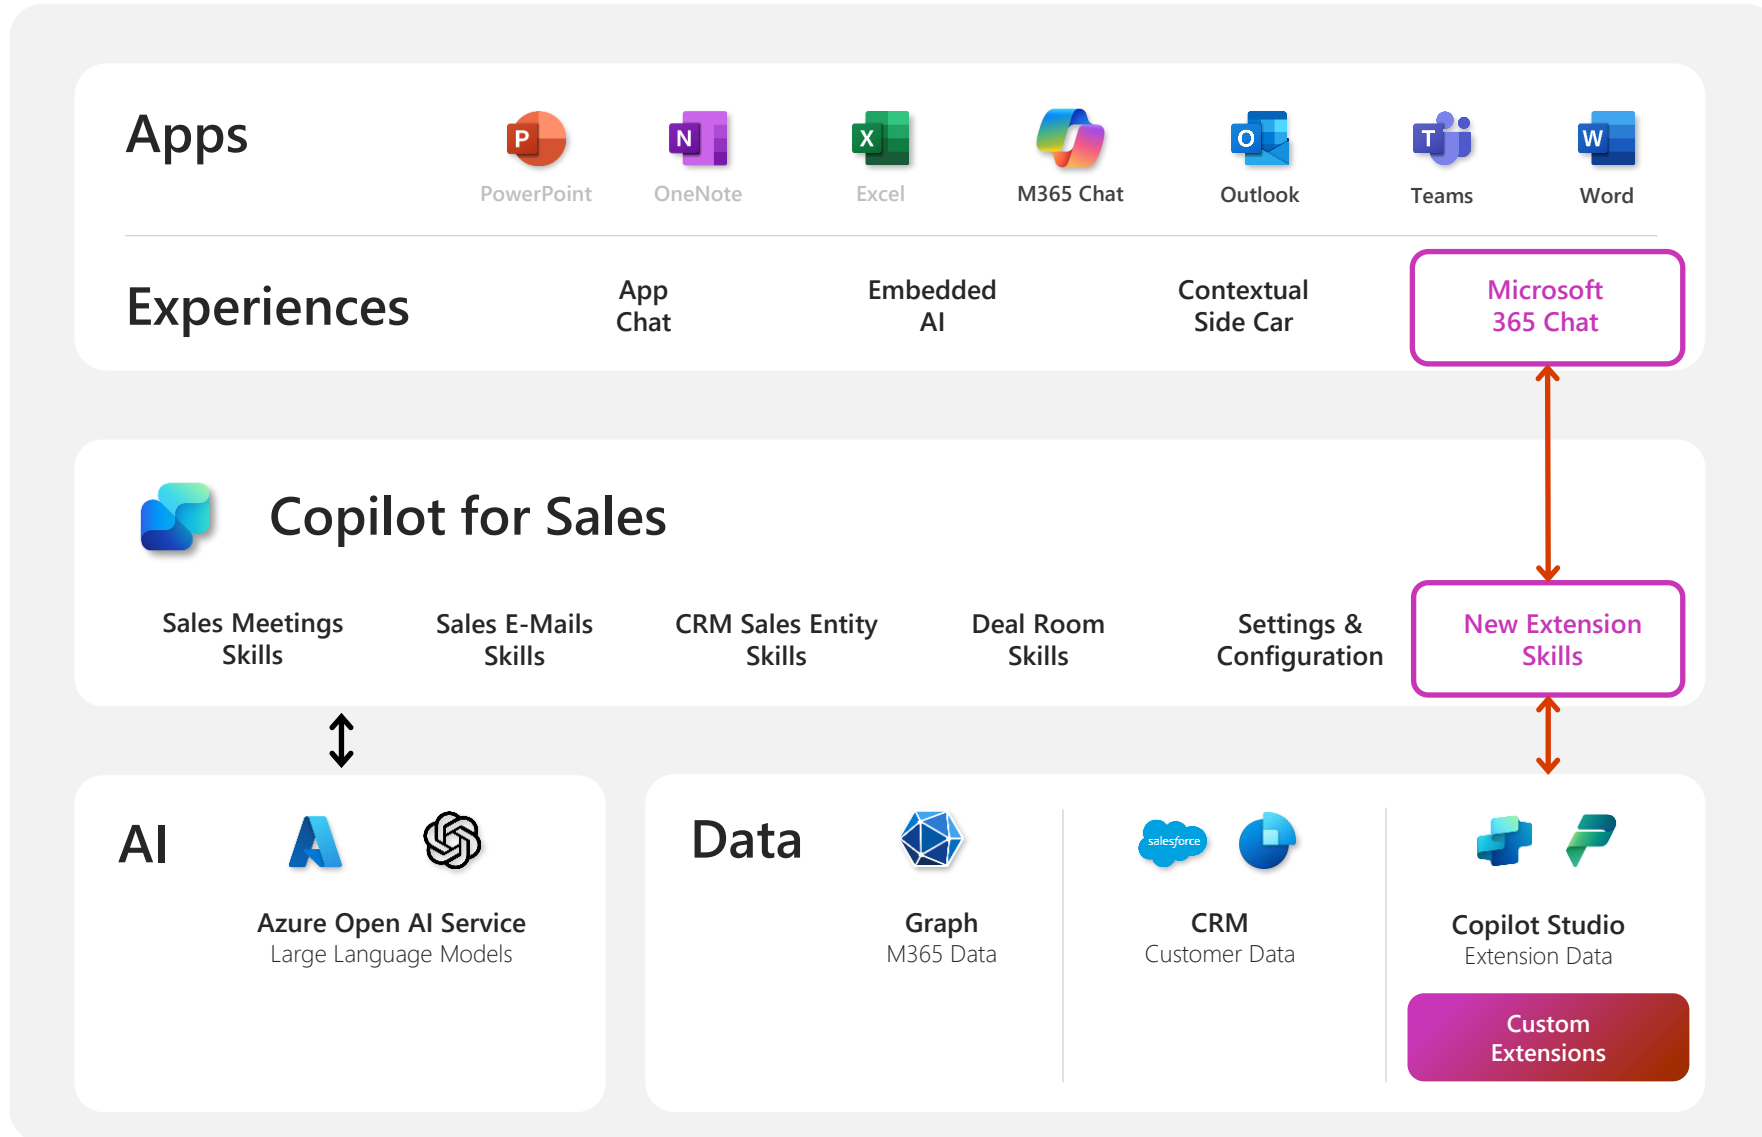 Apps
P
N
X
O
T
W
PowerPoint
OneNote
Excel
M365 Chat
Outlook
Teams
Word
Experiences
App
Chat
Embedded
AI
Contextual
Side Car
Microsoft
365 Chat
Copilot for Sales
Sales Meetings
Skills
Sales E-Mails
Skills
CRM Sales Entity
Skills
Deal Room
Skills
Settings &
Configuration
New Extension
Skills
AI
Azure Open AI Service
Large Language Models
Data
Graph
M365 Data
salesforce
CRM
Customer Data
Copilot Studio
Extension Data
Custom
Extensions